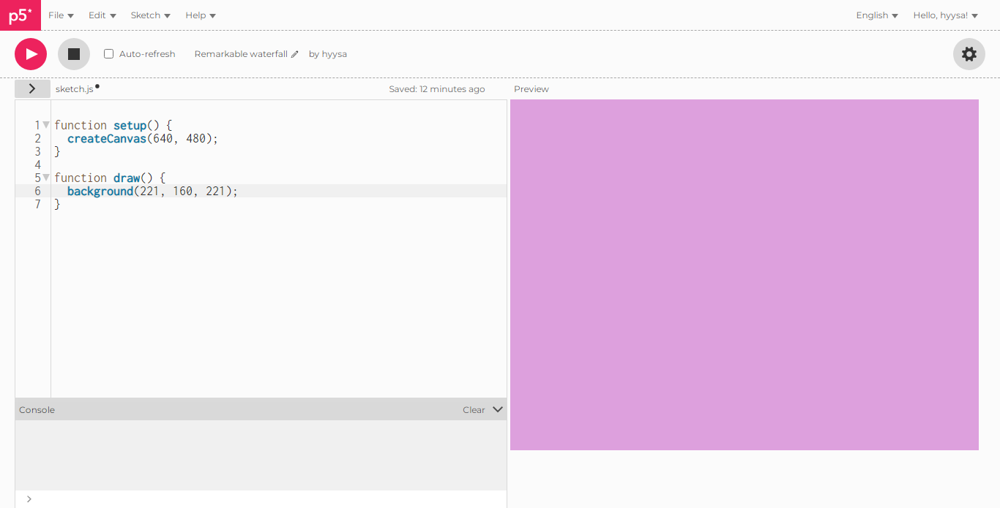 p5*
File Edit Sketch Help English Hello, hyysa!
Auto-refresh Remarkable waterfall by hyysa
> sketch.js• Saved: 12 minutes ago Preview
1 function setup() {
2   createCanvas(640, 480);
3 }
4
5 function draw() {
6   background(221, 160, 221);
7 }
Console Clear
>